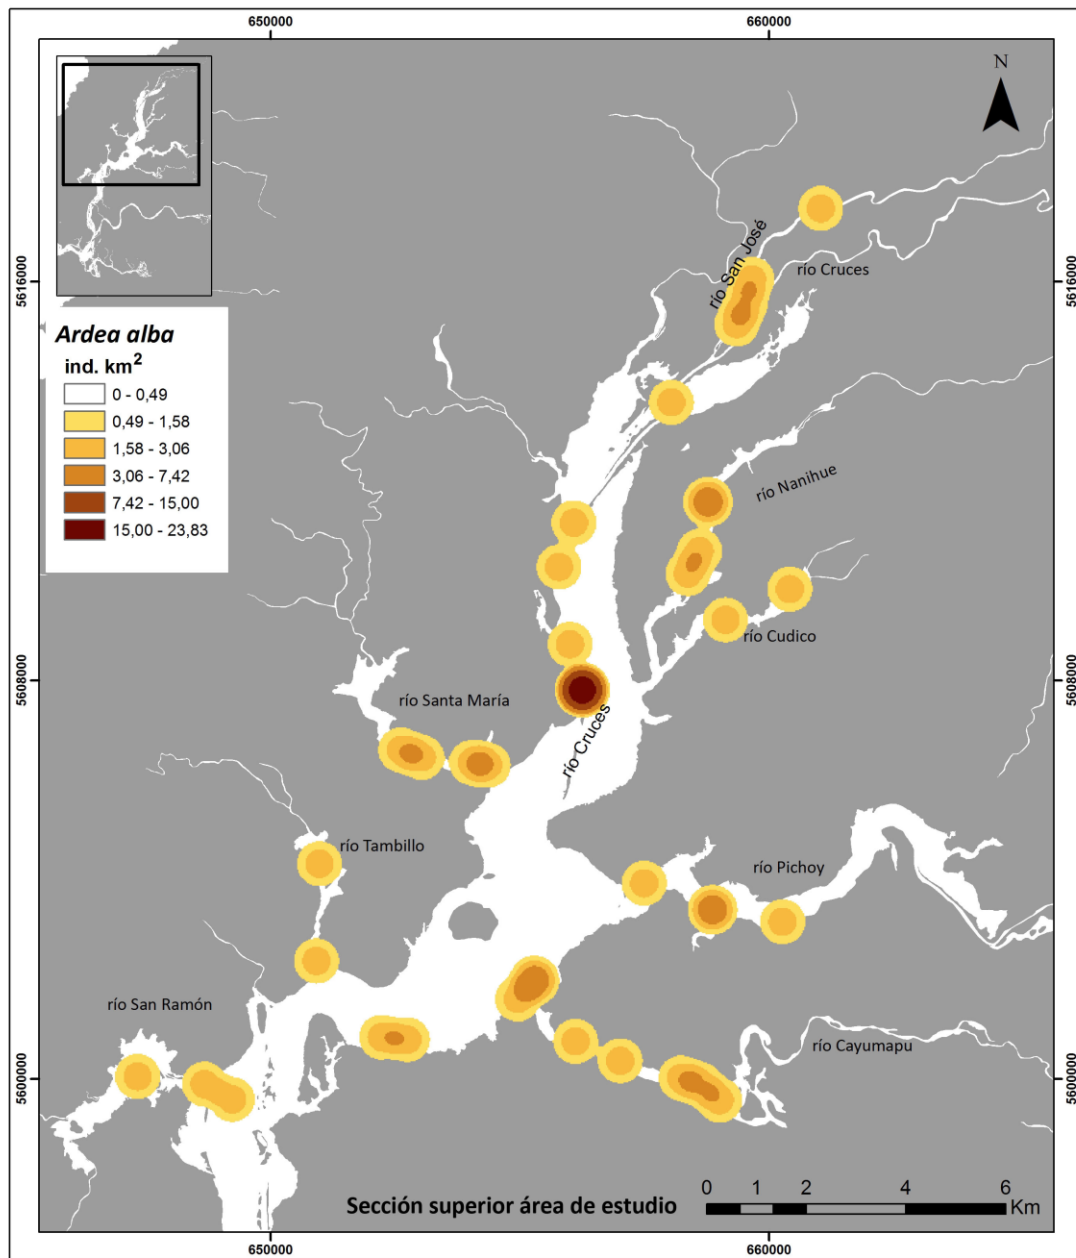 650000
660000
N
río San José
río Cruces
5616000
5616000
Ardea alba
ind. km²
0 - 0,49
0,49 - 1,58
1,58 - 3,06
3,06 - 7,42
7,42 - 15,00
15,00 - 23,83
río Nanihue
río Cudico
5608000
5608000
río Santa María
río Cruces
río Tambillo
río Pichoy
río San Ramón
río Cayumapu
5600000
5600000
Sección superior área de estudio
0 1 2 4 6
Km
650000
660000